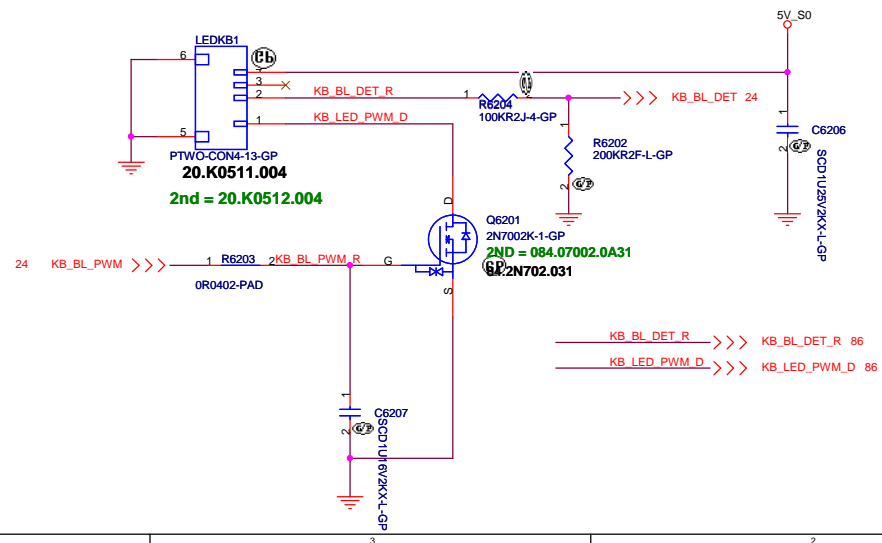 5V_S0
LEDKB1
6
3
2
1
5
KB_BL_DET_R
KB_LED_PWM_D
1
R6204
100KR2J-4-GP
KB_BL_DET 24
PTWO-CON4-13-GP
20.K0511.004
2nd = 20.K0512.004
1
R6202
200KR2F-L-GP
2
G/P
1
C6206
2
G/P
SCD1U25V2KX-L-GP
D
Q6201
2N7002K-1-GP
2ND = 084.07002.0A31
84.2N702.031
G
S
24 KB_BL_PWM
1 R6203 2
KB_BL_PWM_R
0R0402-PAD
1
C6207
2
G/P
SCD1U16V2KX-L-GP
KB_BL_DET_R
KB_BL_DET_R 86
KB_LED_PWM_D
KB_LED_PWM_D 86
3
2